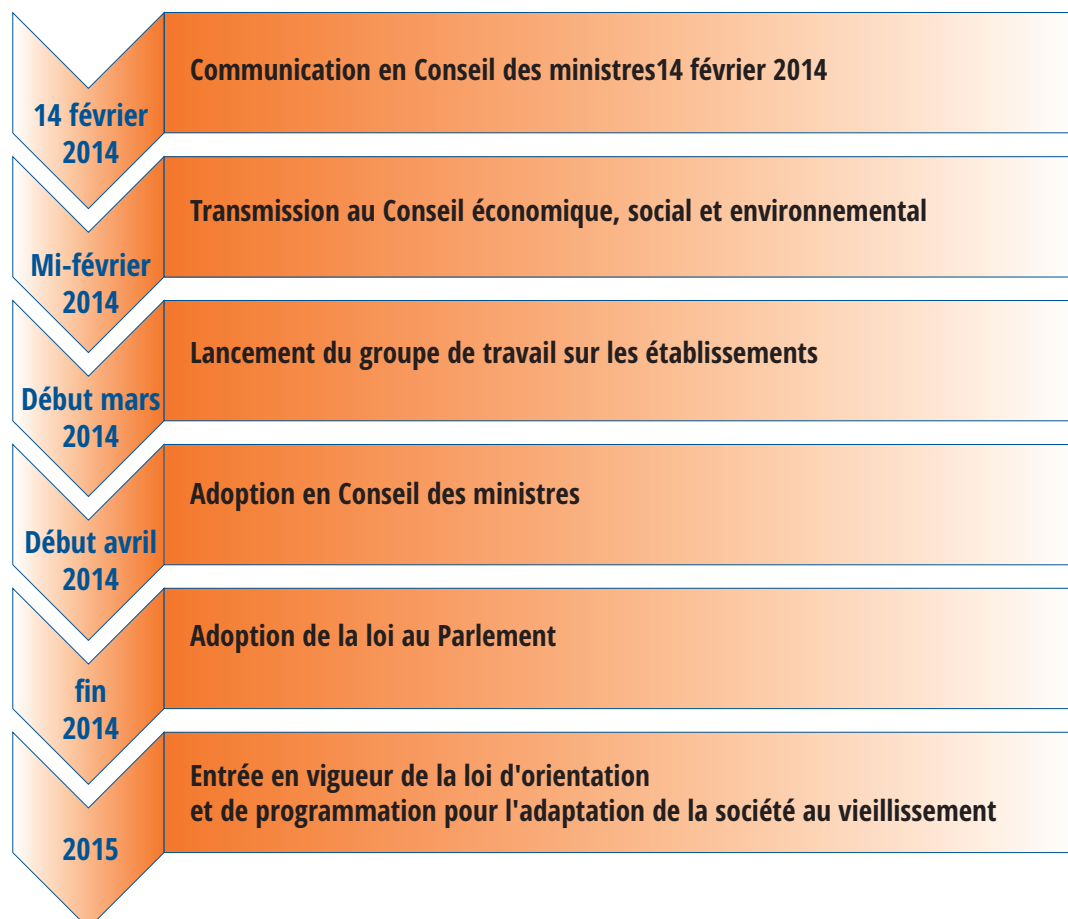 14 février
2014
Communication en Conseil des ministres14 février 2014
Mi-février
2014
Transmission au Conseil économique, social et environnemental
Début mars
2014
Lancement du groupe de travail sur les établissements
Début avril
2014
Adoption en Conseil des ministres
fin
2014
Adoption de la loi au Parlement
2015
Entrée en vigueur de la loi d'orientation
et de programmation pour l'adaptation de la société au vieillissement